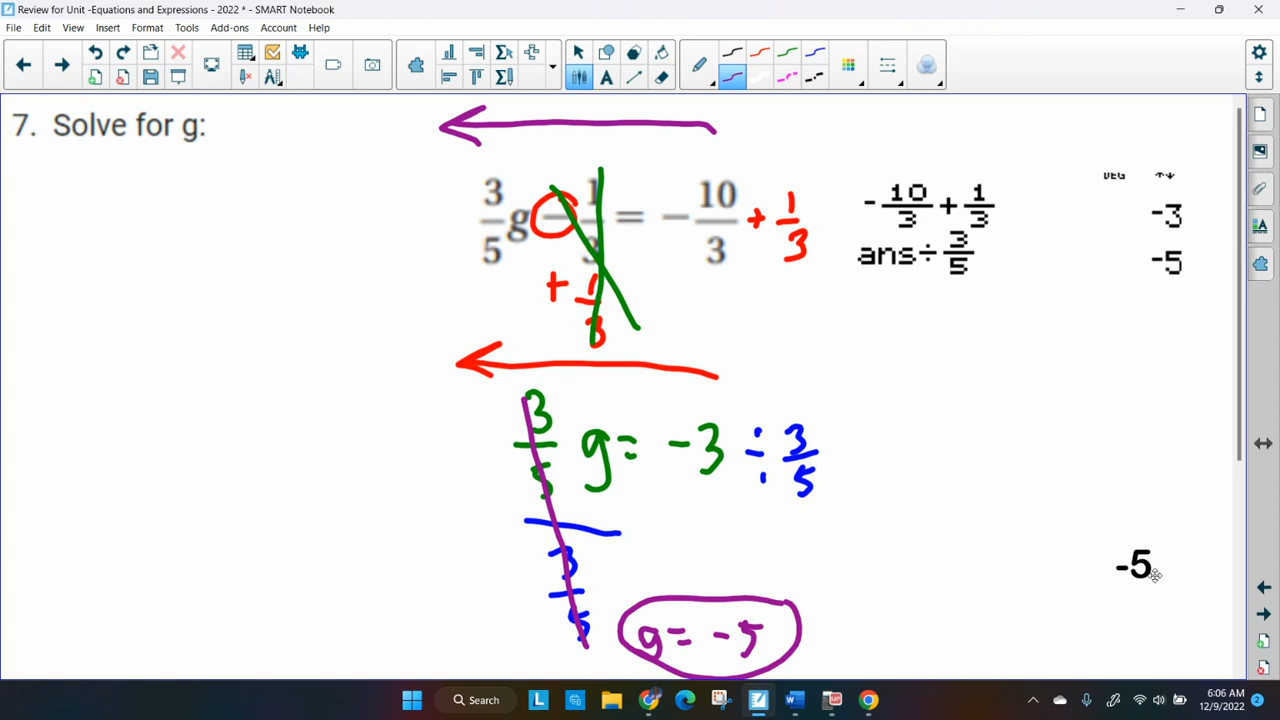 Review for Unit -Equations and Expressions - 2022 * - SMART Notebook
File Edit View Insert Format Tools Add-ons Account Help
7. Solve for g:
3/5 g - 1/3 = - 10/3 + 1/3
+ 1/3
- 10/3 + 1/3
-3
ans÷ 3/5
-5
3/5 g = -3 ÷ 3/5
3/5
g = -5
-5
Search
6:06 AM
12/9/2022